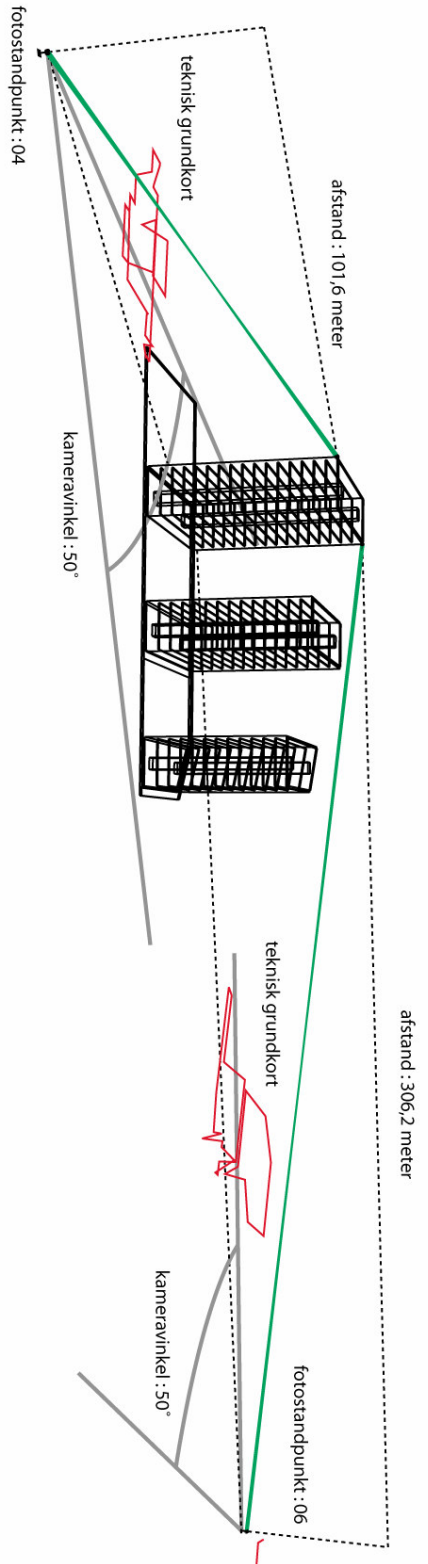 fotostandpunkt : 04
teknisk grundkort
afstand : 101,6 meter
kameravinkel : 50°
teknisk grundkort
afstand : 306,2 meter
kameravinkel : 50°
fotostandpunkt : 06